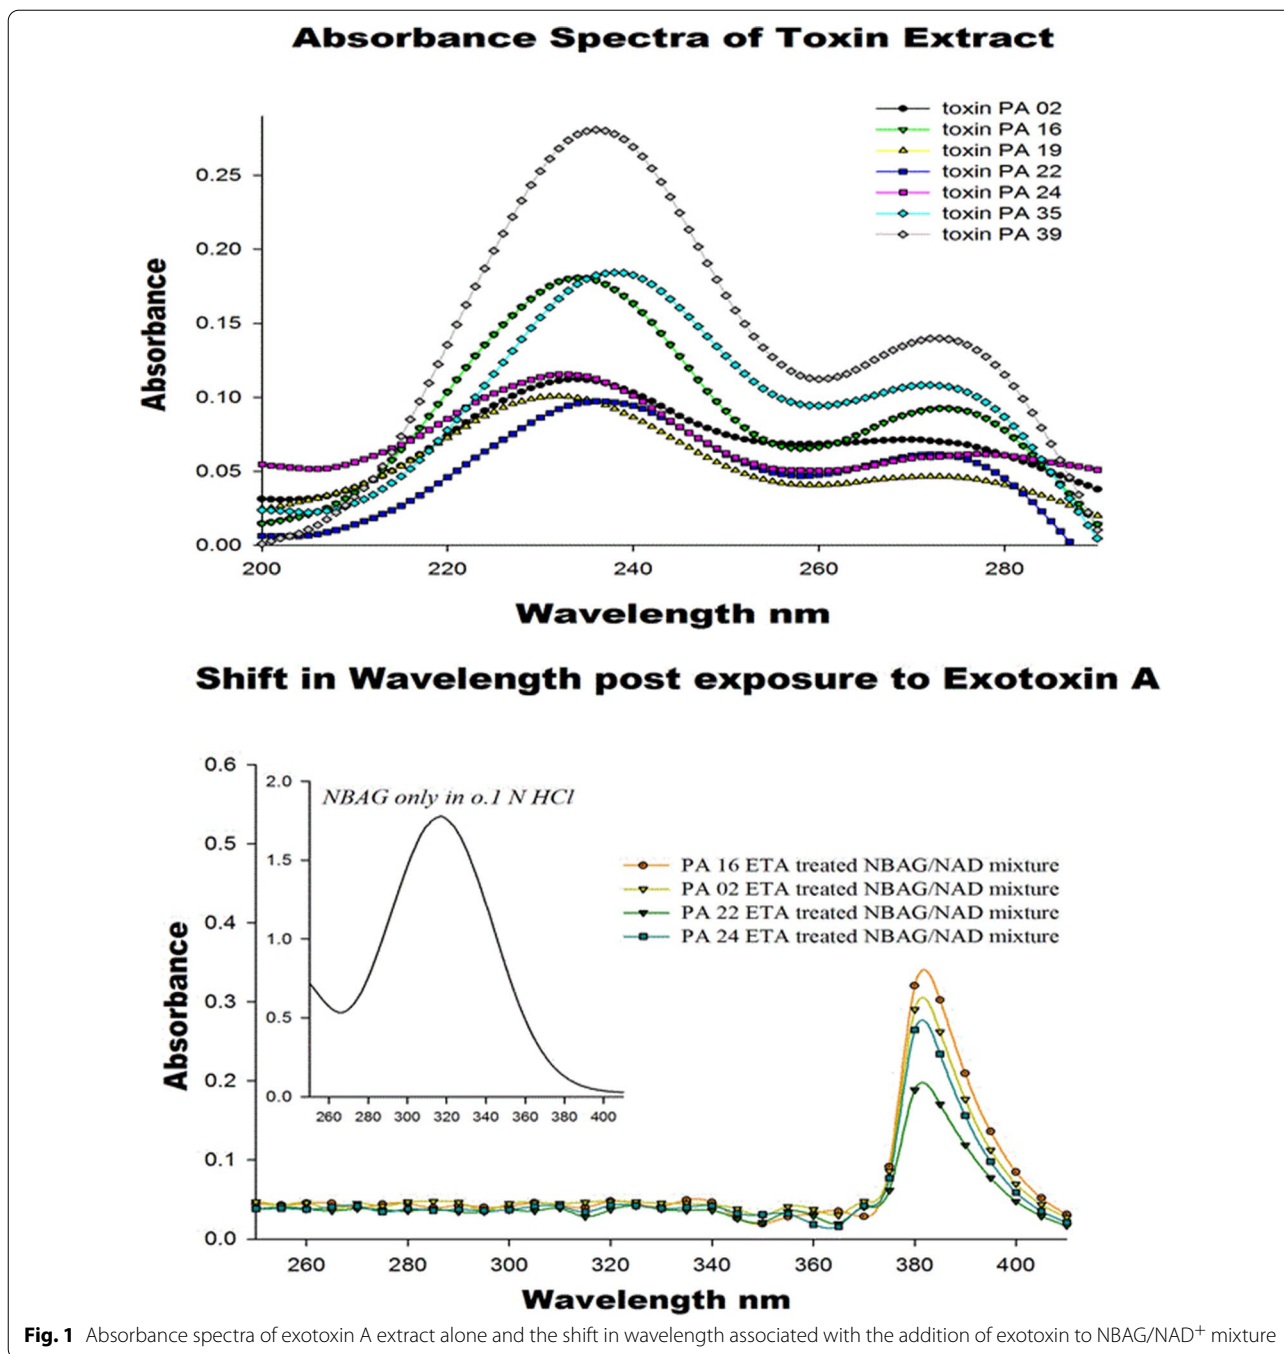 Absorbance Spectra of Toxin Extract
toxin PA 02
toxin PA 16
toxin PA 19
toxin PA 22
toxin PA 24
toxin PA 35
toxin PA 39
0.25
0.20
0.15
0.10
0.05
0.00
Absorbance
200 220 240 260 280
Wavelength nm
Shift in Wavelength post exposure to Exotoxin A
0.6
0.5
0.4
0.3
0.2
0.1
0.0
Absorbance
2.0
1.5
1.0
0.5
0.0
NBAG only in o.1 N HCl
260 280 300 320 340 360 380 400
PA 16 ETA treated NBAG/NAD mixture
PA 02 ETA treated NBAG/NAD mixture
PA 22 ETA treated NBAG/NAD mixture
PA 24 ETA treated NBAG/NAD mixture
260 280 300 320 340 360 380 400
Wavelength nm
Fig. 1 Absorbance spectra of exotoxin A extract alone and the shift in wavelength associated with the addition of exotoxin to NBAG/NAD⁺ mixture